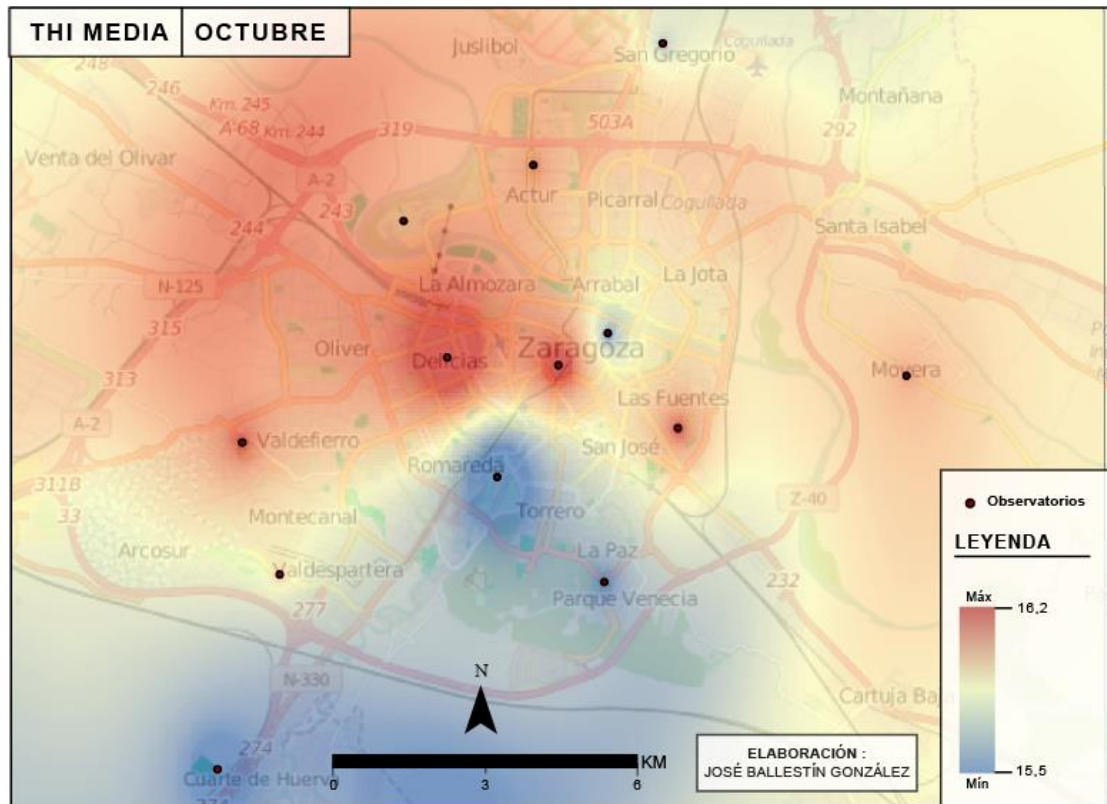 THI MEDIA OCTUBRE
Juslibol
San Gregorio
Cogullada
248
246
Km. 245
A-68 Km. 244
319
503A
292
Montañana
Venta del Olivar
A-2
Actur
Picarral
Cogullada
243
244
Santa Isabel
N-125
La Almozara
Arrabal
La Jota
315
Oliver
Delicias
Zaragoza
Movera
313
Las Fuentes
A-2
Valdefierro
San José
Romareda
311B
33
Montecanal
Torrero
Z-40
Arcosur
La Paz
Valdespartera
Parque Venecia
232
277
N-330
Cartuja Baja
274
Cuarte de Huerva
N
KM
0 3 6
ELABORACIÓN :
JOSÉ BALLESTÍN GONZÁLEZ
Observatorios
LEYENDA
Máx
16,2
15,5
Mín